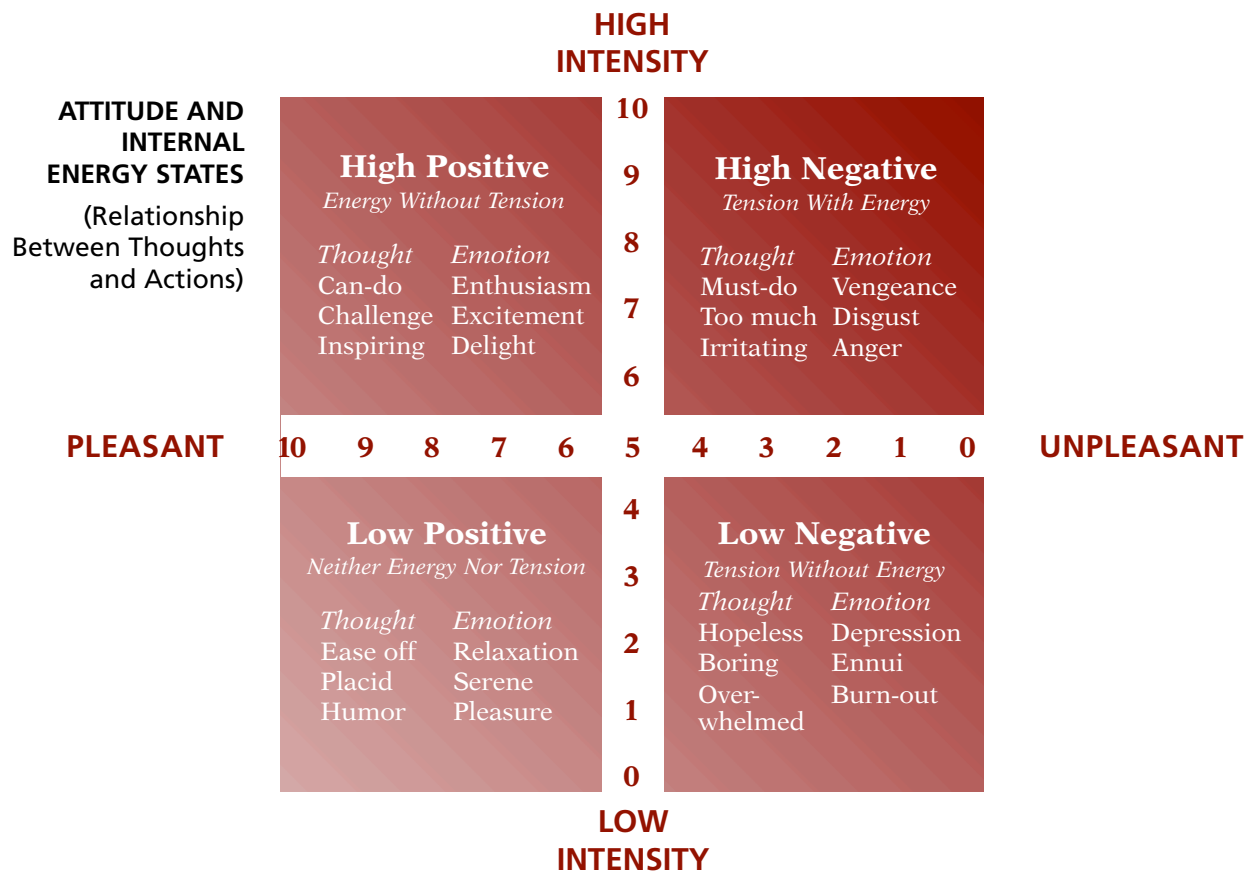 HIGH
INTENSITY
ATTITUDE AND
INTERNAL
ENERGY STATES
(Relationship
Between Thoughts
and Actions)
High Positive
Energy Without Tension
Thought Emotion
Can-do Enthusiasm
Challenge Excitement
Inspiring Delight
10
9
8
7
6
High Negative
Tension With Energy
Thought Emotion
Must-do Vengeance
Too much Disgust
Irritating Anger
PLEASANT 10 9 8 7 6 5 4 3 2 1 0 UNPLEASANT
Low Positive
Neither Energy Nor Tension
Thought Emotion
Ease off Relaxation
Placid Serene
Humor Pleasure
4
3
2
1
0
Low Negative
Tension Without Energy
Thought Emotion
Hopeless Depression
Boring Ennui
Over- Burn-out
whelmed
LOW
INTENSITY